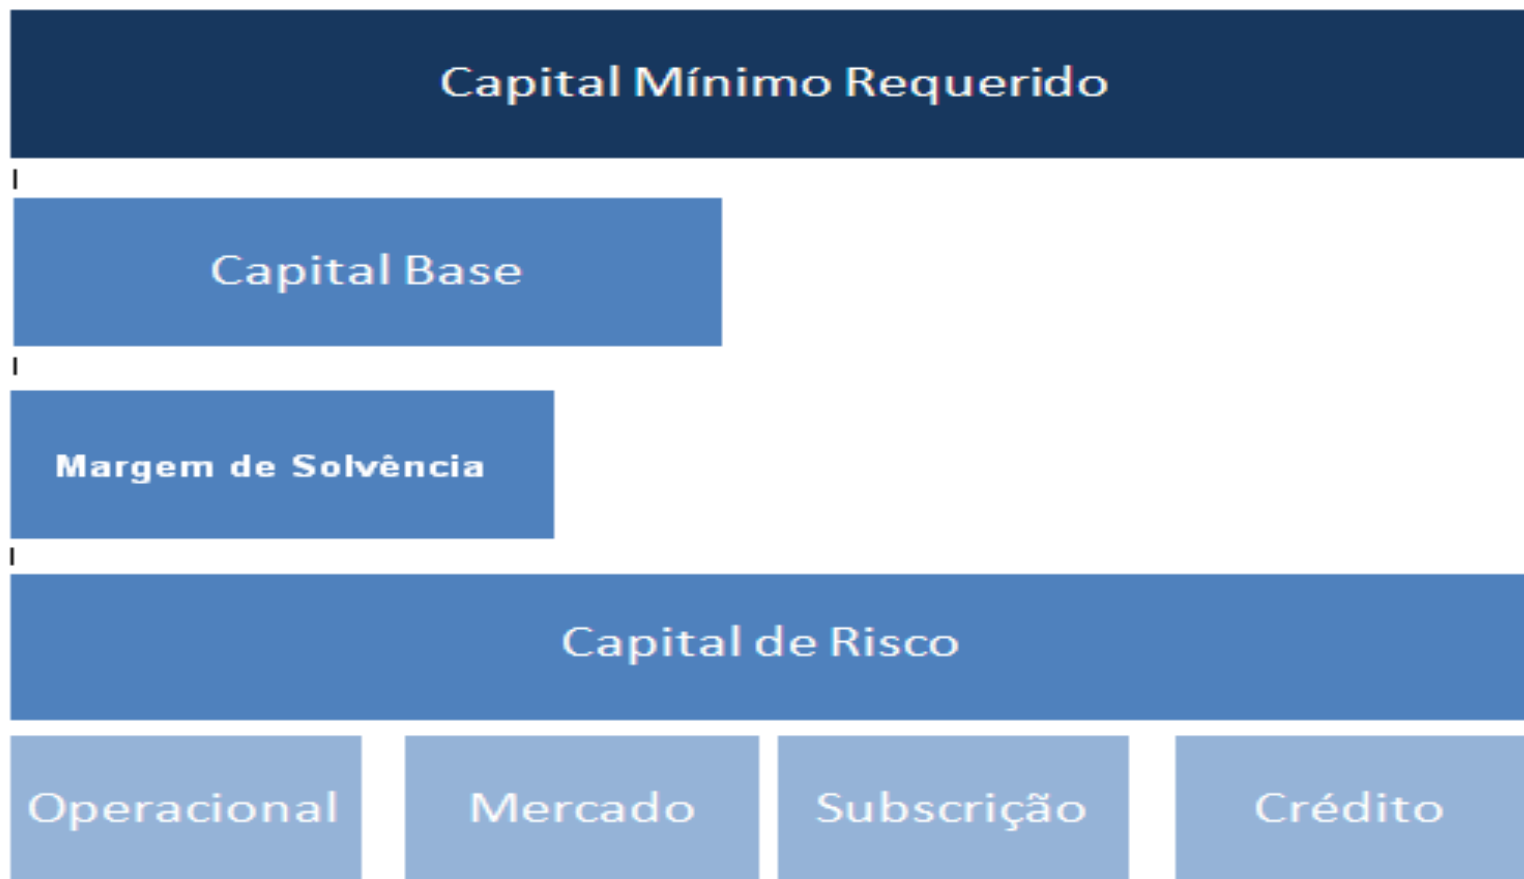 Capital Mínimo Requerido
Capital Base
Margem de Solvência
Capital de Risco
Operacional
Mercado
Subscrição
Crédito